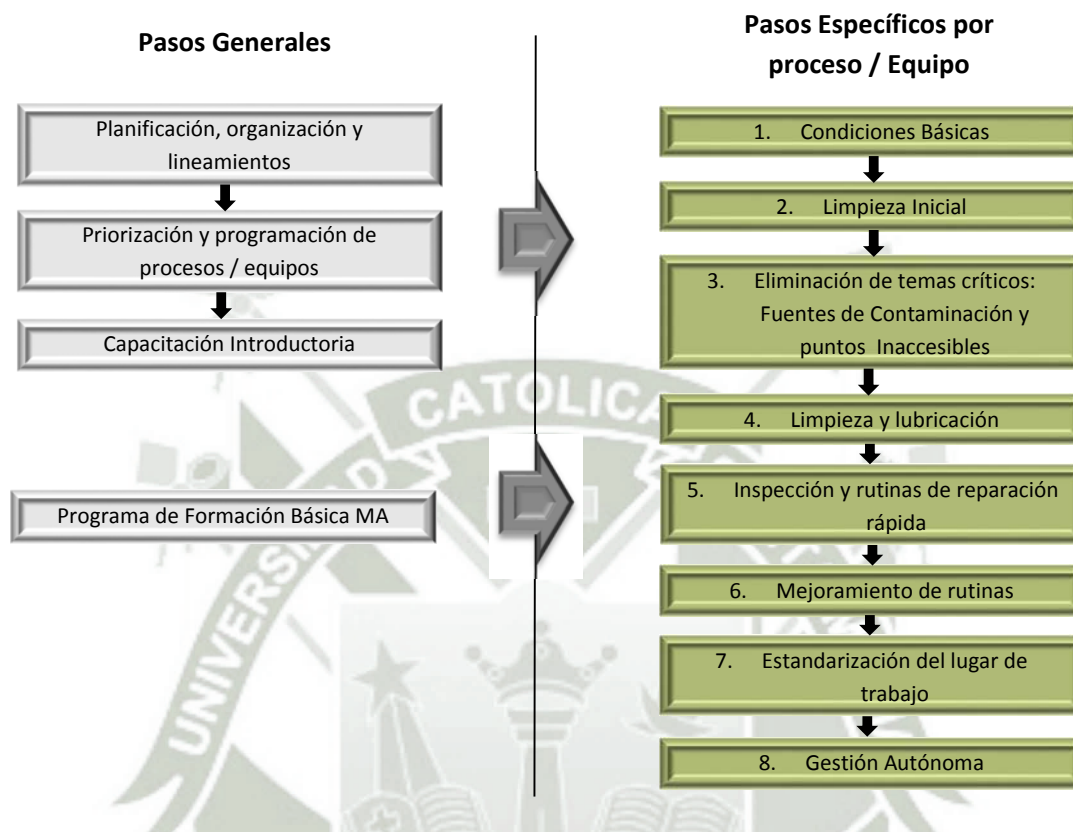 Pasos Generales
Planificación, organización y
lineamientos
Priorización y programación de
procesos / equipos
Capacitación Introductoria
Programa de Formación Básica MA
Pasos Específicos por
proceso / Equipo
1. Condiciones Básicas
2. Limpieza Inicial
3. Eliminación de temas críticos:
Fuentes de Contaminación y
puntos Inaccesibles
4. Limpieza y lubricación
5. Inspección y rutinas de reparación
rápida
6. Mejoramiento de rutinas
7. Estandarización del lugar de
trabajo
8. Gestión Autónoma
CATOLICA